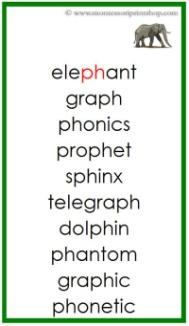 © www.montessoriprintshop.com
elephant
graph
phonics
prophet
sphinx
telegraph
dolphin
phantom
graphic
phonetic